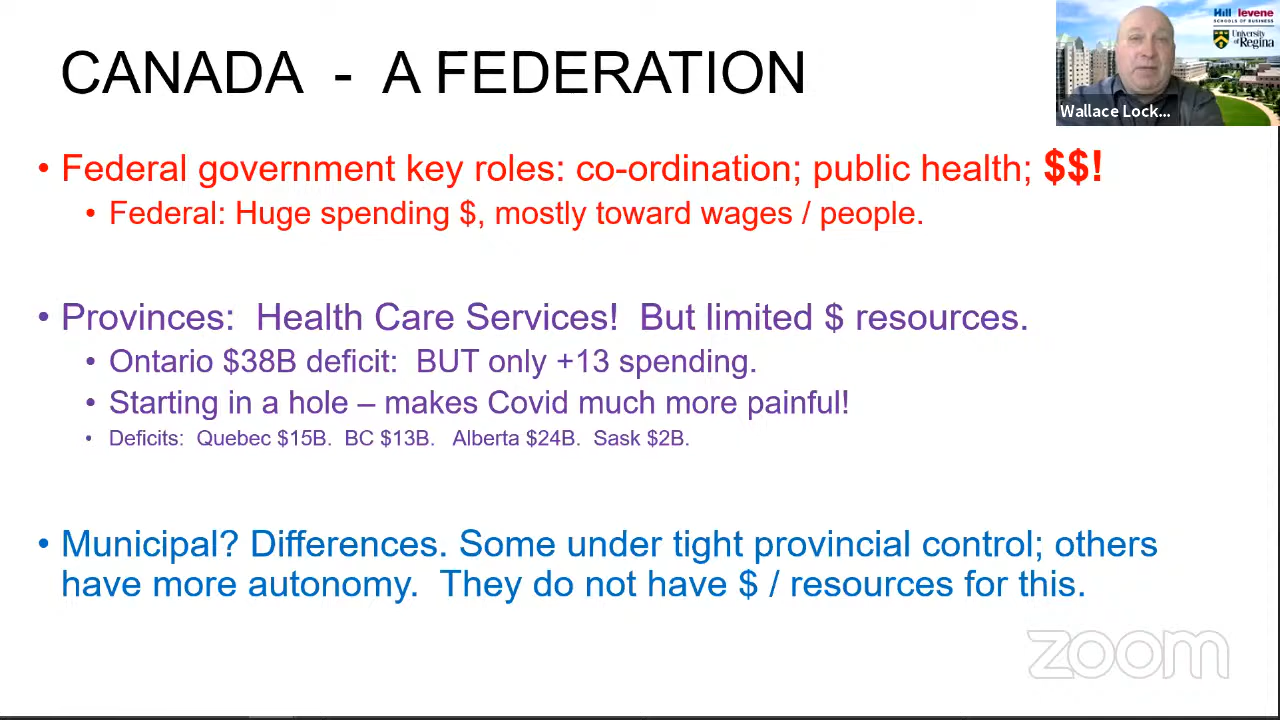 CANADA - A FEDERATION
Hill levene
SCHOOLS OF BUSINESS
University
of Regina
Wallace Lock...
• Federal government key roles: co-ordination; public health; $$!
• Federal: Huge spending $, mostly toward wages / people.
• Provinces: Health Care Services! But limited $ resources.
• Ontario $38B deficit: BUT only +13 spending.
• Starting in a hole – makes Covid much more painful!
• Deficits: Quebec $15B. BC $13B. Alberta $24B. Sask $2B.
• Municipal? Differences. Some under tight provincial control; others
have more autonomy. They do not have $ / resources for this.
zoom